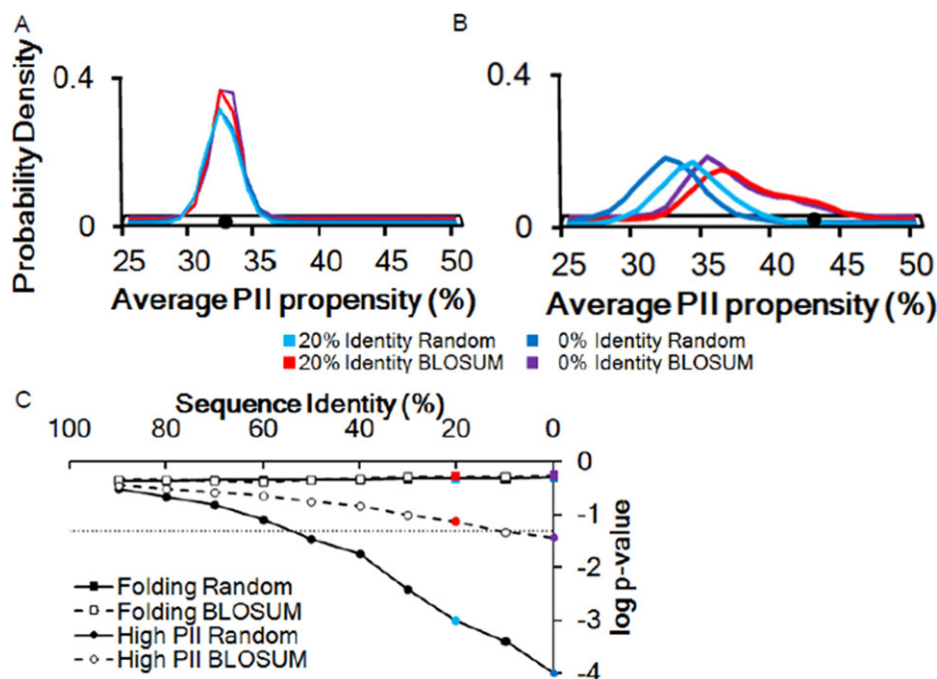 A
B
Probability Density
0.4
0
25 30 35 40 45 50
Average PII propensity (%)
0.4
0
25 30 35 40 45 50
Average PII propensity (%)
20% Identity Random 0% Identity Random
20% Identity BLOSUM 0% Identity BLOSUM
C
Sequence Identity (%)
100 80 60 40 20 0
0
-1
-2
-3
-4
log p-value
Folding Random
Folding BLOSUM
High PII Random
High PII BLOSUM